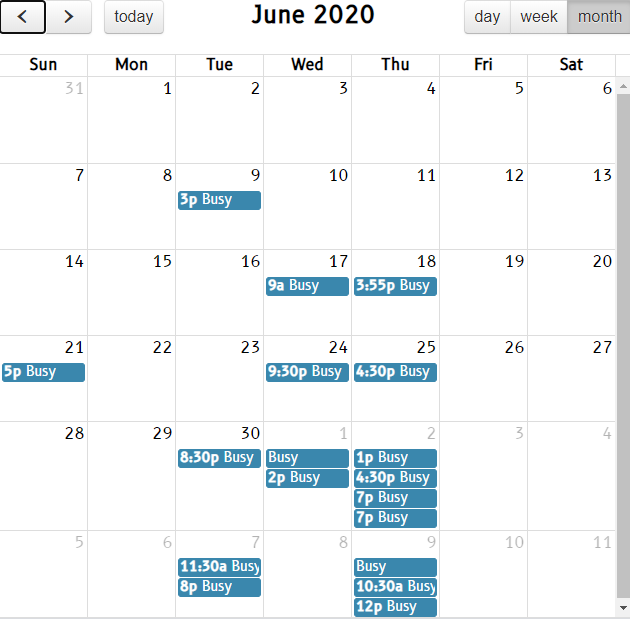 today
June 2020
day week month
Sun Mon Tue Wed Thu Fri Sat
31 1 2 3 4 5 6
7 8 9 10 11 12 13
3p Busy
14 15 16 17 18 19 20
9a Busy 3:55p Busy
21 22 23 24 25 26 27
5p Busy 9:30p Busy 4:30p Busy
28 29 30 1 2 3 4
8:30p Busy Busy 1p Busy
2p Busy 4:30p Busy
7p Busy
7p Busy
5 6 7 8 9 10 11
11:30a Busy Busy
8p Busy 10:30a Busy
12p Busy